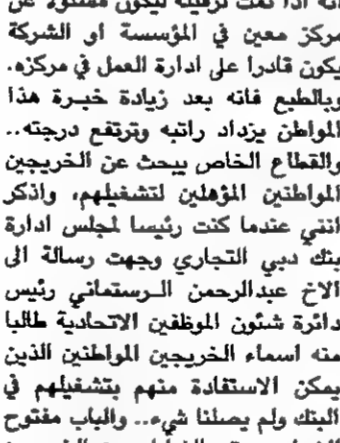 انه اذا تمت ترقيته ليكون مسئولا عن
مركز معين في المؤسسة او الشركة
يكون قادرا على ادارة العمل في مركزه.
وبالطبع فانه بعد زيادة خبرة هذا
المواطن يزداد راتبه وترتفع درجته..
والقطاع الخاص يبحث عن الخريجين
المواطنين المؤهلين لتشغيلهم، واذكر
انني عندما كنت رئيسا لمجلس ادارة
بنك دبي التجاري وجهت رسالة الى
الاخ عبدالرحمن الرستماني رئيس
دائرة شئون الموظفين الاتحادية طالبا
منه اسماء الخريجين المواطنين الذين
يمكن الاستفادة منهم بتشغيلهم في
البنك ولم يصلنا شيء.. والباب مفتوح